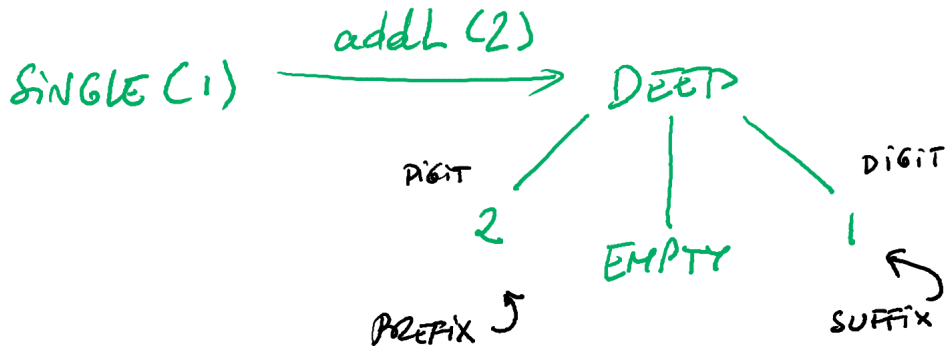 addL (2)
SiNGLE (1)
DEEP
DiGiT
DiGiT
2
EMPTY
1
PREFiX
SUFFiX